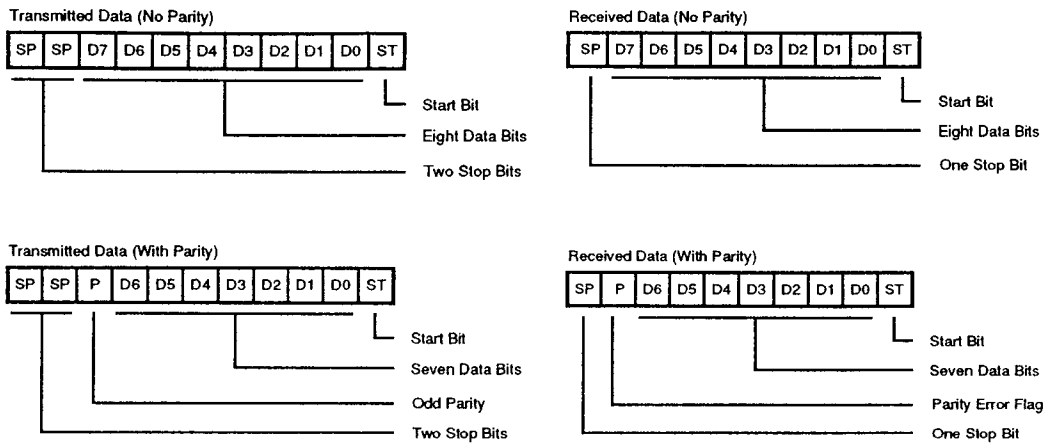 Transmitted Data (No Parity)
SP SP D7 D6 D5 D4 D3 D2 D1 D0 ST
Start Bit
Eight Data Bits
Two Stop Bits
Received Data (No Parity)
SP D7 D6 D5 D4 D3 D2 D1 D0 ST
Start Bit
Eight Data Bits
One Stop Bit
Transmitted Data (With Parity)
SP SP P D6 D5 D4 D3 D2 D1 D0 ST
Start Bit
Seven Data Bits
Odd Parity
Two Stop Bits
Received Data (With Parity)
SP P D6 D5 D4 D3 D2 D1 D0 ST
Start Bit
Seven Data Bits
Parity Error Flag
One Stop Bit